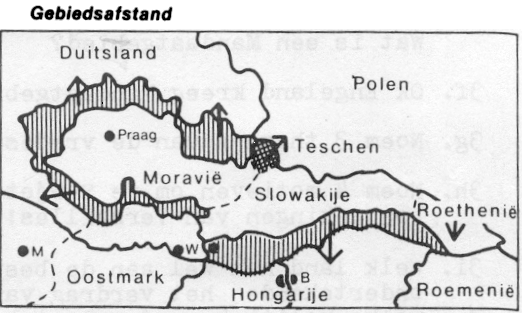 Gebiedsafstand
Duitsland
Polen
Praag
Teschen
Moravië
Slowakije
Roethenië
M
W
Oostmark
B
Hongarije
Roemenië